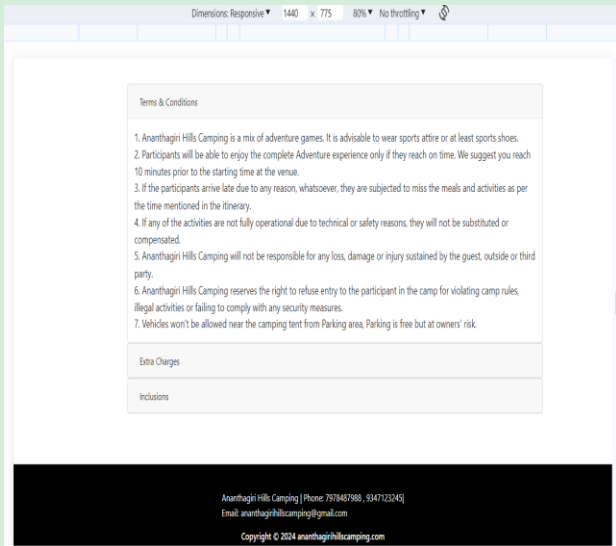 Dimensions: Responsive ▼ 1440 x 775 80% ▼ No throttling ▼
Terms & Conditions
1. Ananthagiri Hills Camping is a mix of adventure games. It is advisable to wear sports attire or at least sports shoes.
2. Participants will be able to enjoy the complete Adventure experience only if they reach on time. We suggest you reach
10 minutes prior to the starting time at the venue.
3. If the participants arrive late due to any reason, whatsoever, they are subjected to miss the meals and activities as per
the time mentioned in the itinerary.
4. If any of the activities are not fully operational due to technical or safety reasons, they will not be substituted or
compensated.
5. Ananthagiri Hills Camping will not be responsible for any loss, damage or injury sustained by the guest, outside or third
party.
6. Ananthagiri Hills Camping reserves the right to refuse entry to the participant in the camp for violating camp rules,
illegal activities or failing to comply with any security measures.
7. Vehicles won't be allowed near the camping tent from Parking area, Parking is free but at owners' risk.
Extra Charges
Inclusions
Ananthagiri Hills Camping | Phone: 7978487988 , 9347123245|
Email: ananthagirihillscamping@gmail.com
Copyright © 2024 ananthagirihillscamping.com